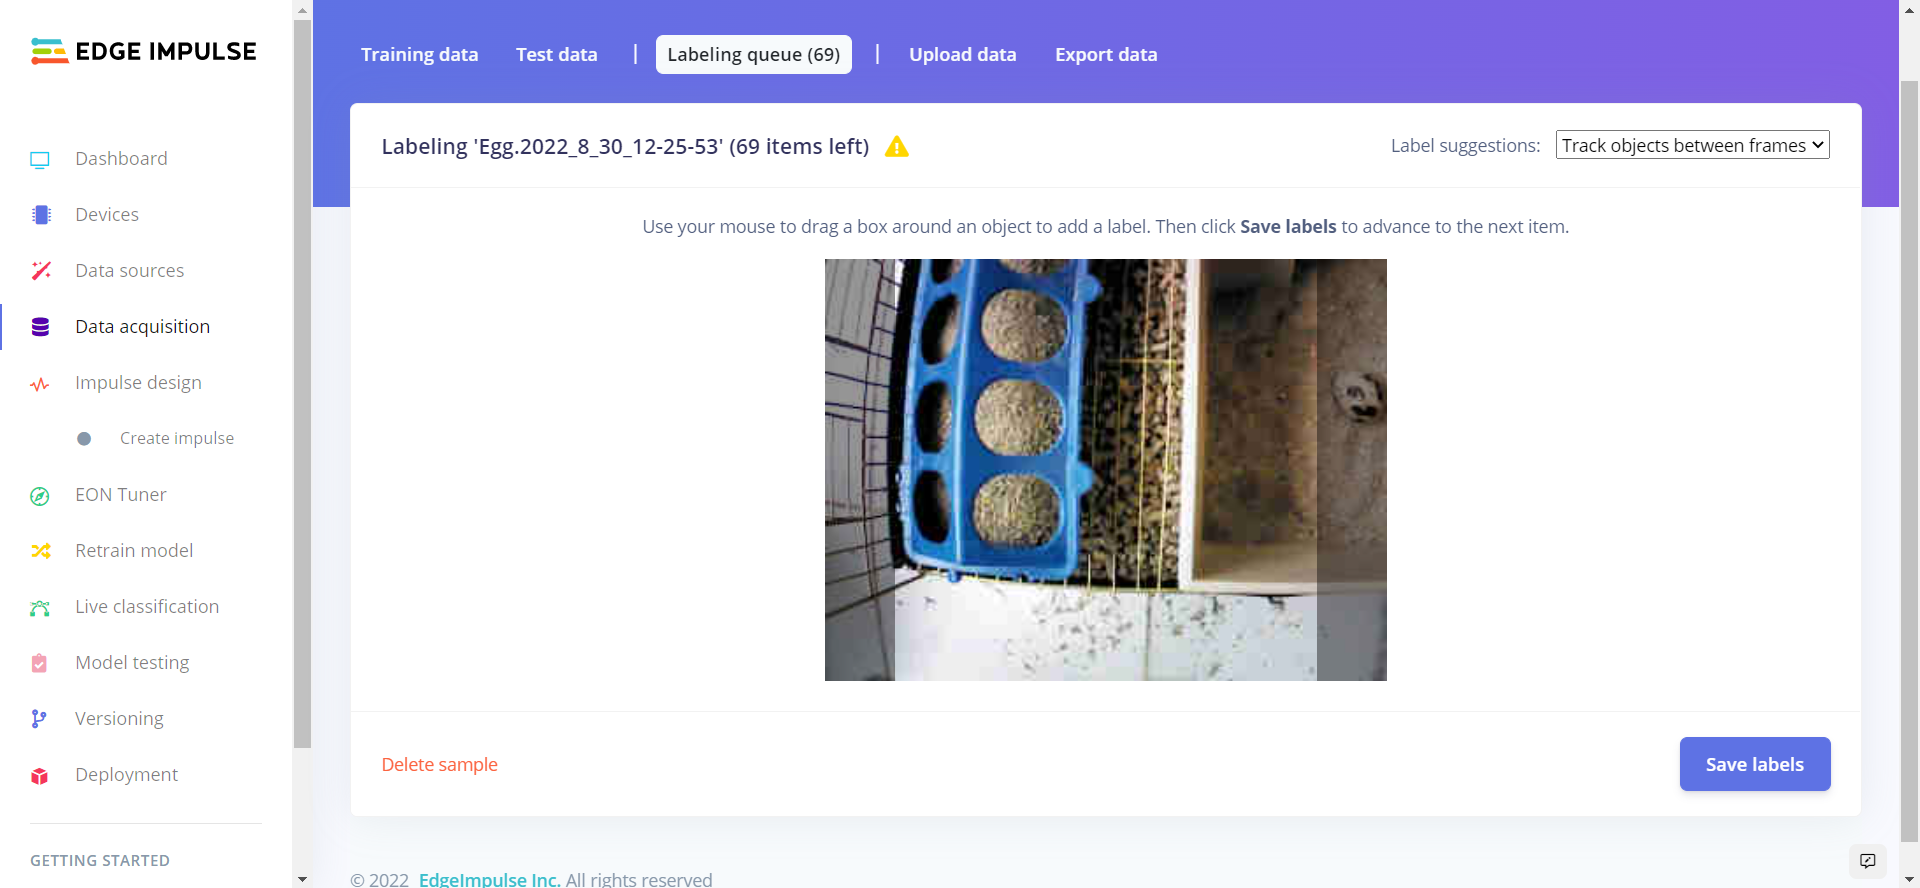 EDGE IMPULSE
Dashboard
Devices
Data sources
Data acquisition
Impulse design
Create impulse
EON Tuner
Retrain model
Live classification
Model testing
Versioning
Deployment
GETTING STARTED
Training data Test data | Labeling queue (69) | Upload data Export data
Labeling 'Egg.2022_8_30_12-25-53' (69 items left)
Label suggestions: Track objects between frames
Use your mouse to drag a box around an object to add a label. Then click Save labels to advance to the next item.
Delete sample
Save labels
© 2022 EdgeImpulse Inc. All rights reserved